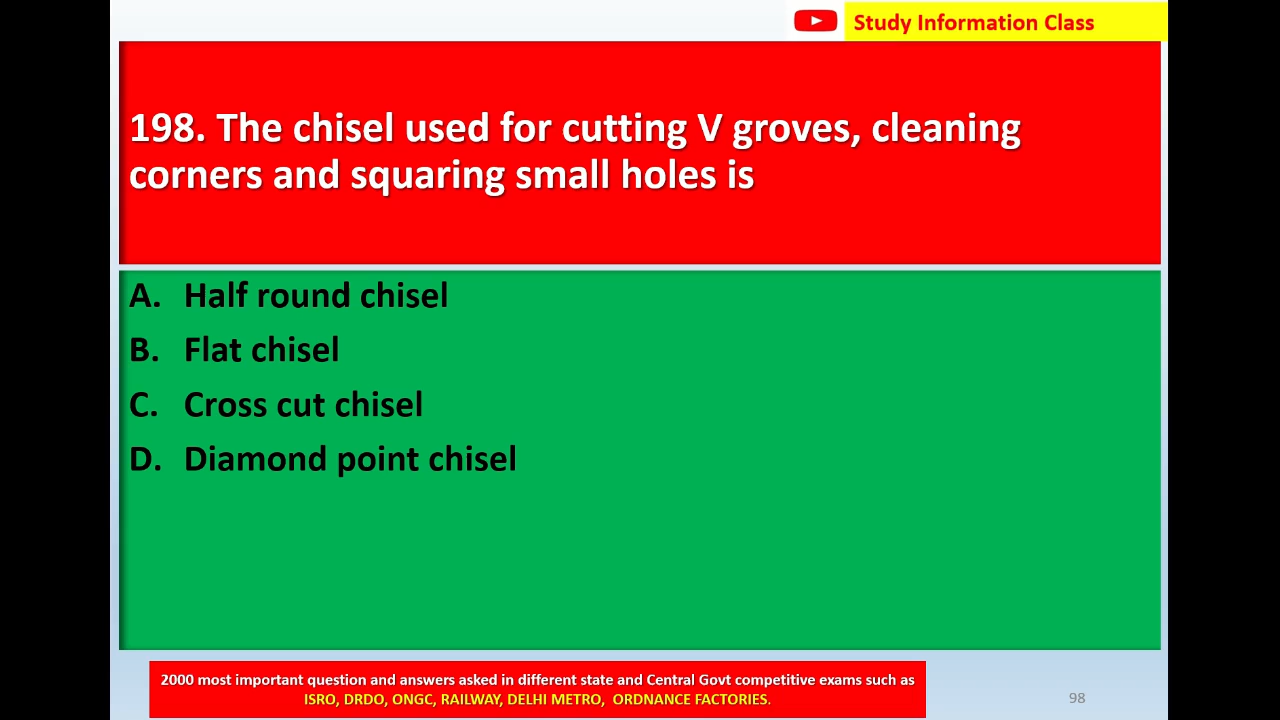 Study Information Class
198. The chisel used for cutting V groves, cleaning
corners and squaring small holes is
A. Half round chisel
B. Flat chisel
C. Cross cut chisel
D. Diamond point chisel
2000 most important question and answers asked in different state and Central Govt competitive exams such as
ISRO, DRDO, ONGC, RAILWAY, DELHI METRO, ORDNANCE FACTORIES.
98